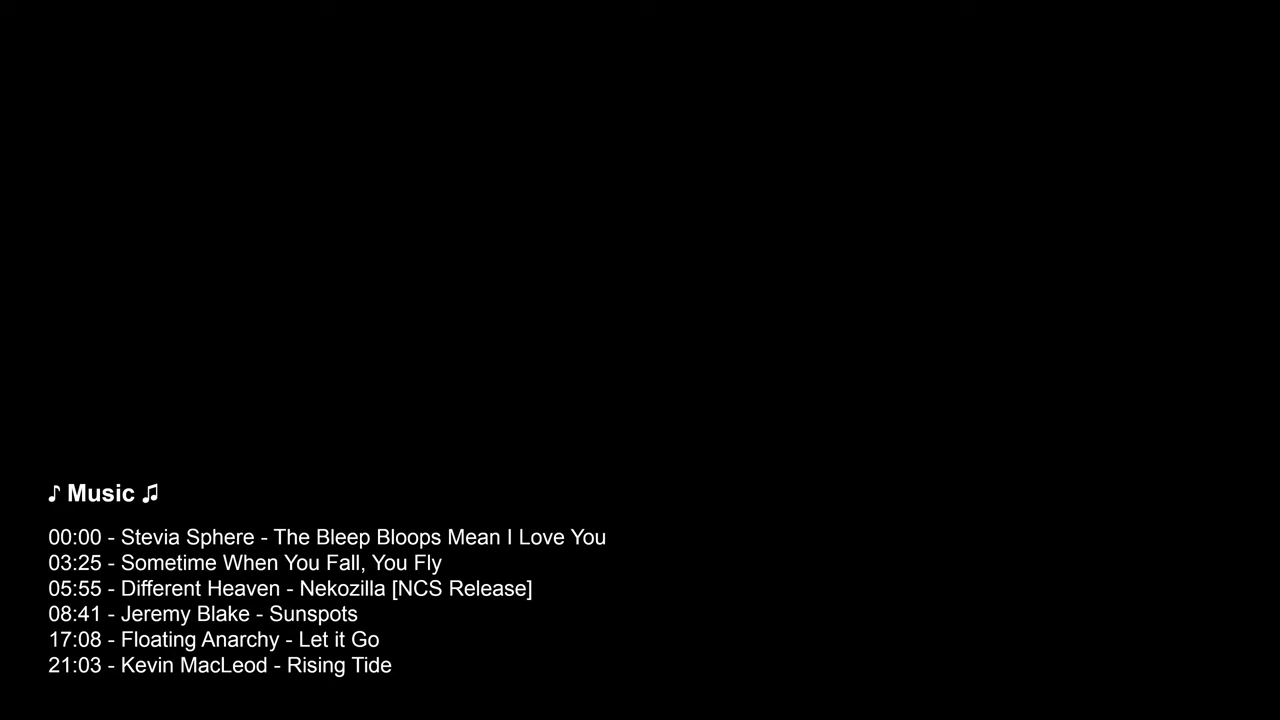 ♪ Music ♫
00:00 - Stevia Sphere - The Bleep Bloops Mean I Love You
03:25 - Sometime When You Fall, You Fly
05:55 - Different Heaven - Nekozilla [NCS Release]
08:41 - Jeremy Blake - Sunspots
17:08 - Floating Anarchy - Let it Go
21:03 - Kevin MacLeod - Rising Tide